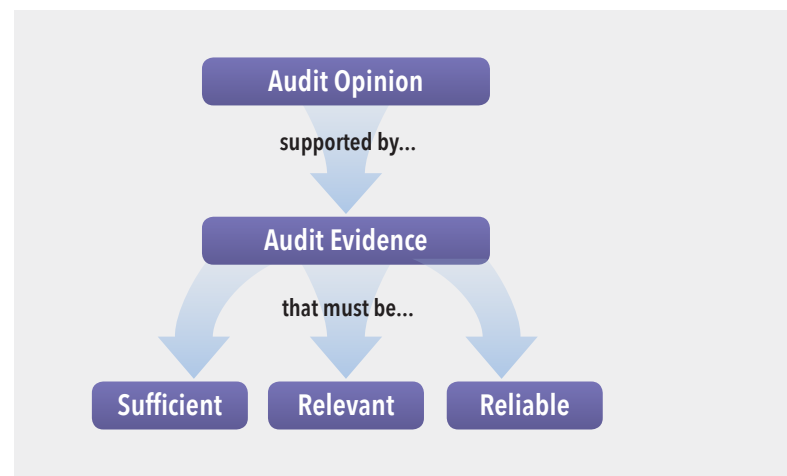 Audit Opinion
supported by...
Audit Evidence
that must be...
Sufficient
Relevant
Reliable